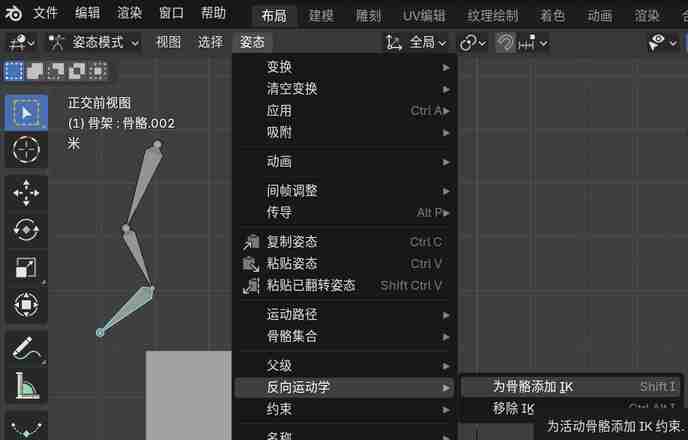 文件 编辑 渲染 窗口 帮助 布局 建模 雕刻 UV编辑 纹理绘制 着色 动画 渲染
姿态模式 视图 选择 姿态 全局
正交前视图
(1) 骨架 : 骨骼.002
米
变换
清空变换
应用 Ctrl A
吸附
动画
间帧调整
传导 Alt P
复制姿态 Ctrl C
粘贴姿态 Ctrl V
粘贴已翻转姿态 Shift Ctrl V
运动路径
骨骼集合
父级
反向运动学
约束
名称
为骨骼添加 IK Shift I
移除 IK Ctrl Alt I
为活动骨骼添加 IK 约束.